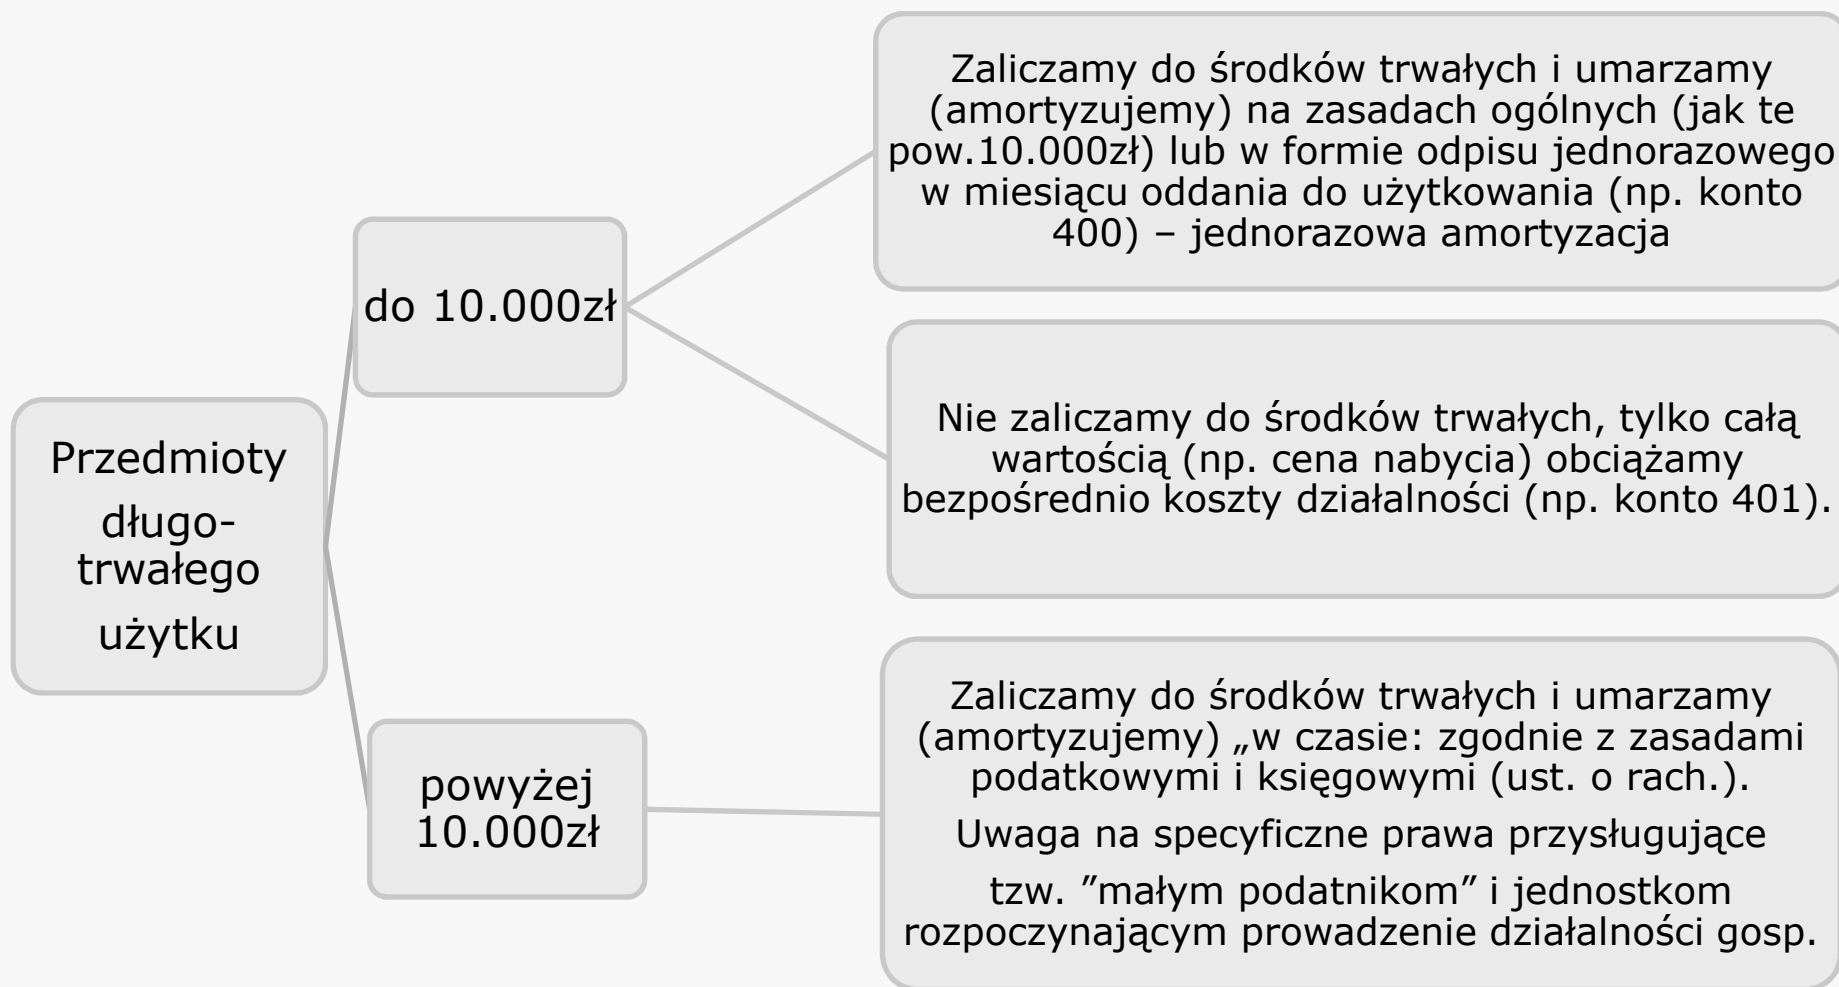 Przedmioty
długo-
trwałego
użytku
do 10.000zł
Zaliczamy do środków trwałych i umarzamy
(amortyzujemy) na zasadach ogólnych (jak te
pow.10.000zł) lub w formie odpisu jednorazowego
w miesiącu oddania do użytkowania (np. konto
400) – jednorazowa amortyzacja
Nie zaliczamy do środków trwałych, tylko całą
wartością (np. cena nabycia) obciążamy
bezpośrednio koszty działalności (np. konto 401).
powyżej
10.000zł
Zaliczamy do środków trwałych i umarzamy
(amortyzujemy) „w czasie: zgodnie z zasadami
podatkowymi i księgowymi (ust. o rach.).
Uwaga na specyficzne prawa przysługujące
tzw. ”małym podatnikom” i jednostkom
rozpoczynającym prowadzenie działalności gosp.